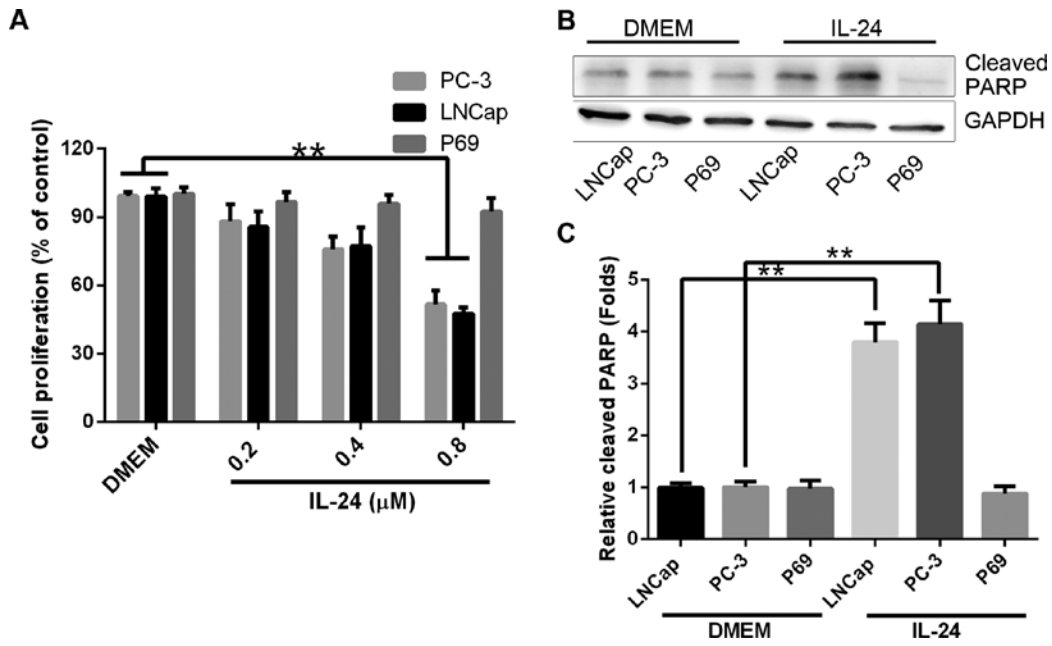 A
PC-3
LNCap
P69
**
Cell proliferation (% of control)
120
90
60
30
0
DMEM
0.2
0.4
0.8
IL-24 (μM)
B
DMEM
IL-24
Cleaved
PARP
GAPDH
LNCap
PC-3
P69
LNCap
PC-3
P69
C
**
**
Relative cleaved PARP (Folds)
5
4
3
2
1
0
LNCap
PC-3
P69
LNCap
PC-3
P69
DMEM
IL-24